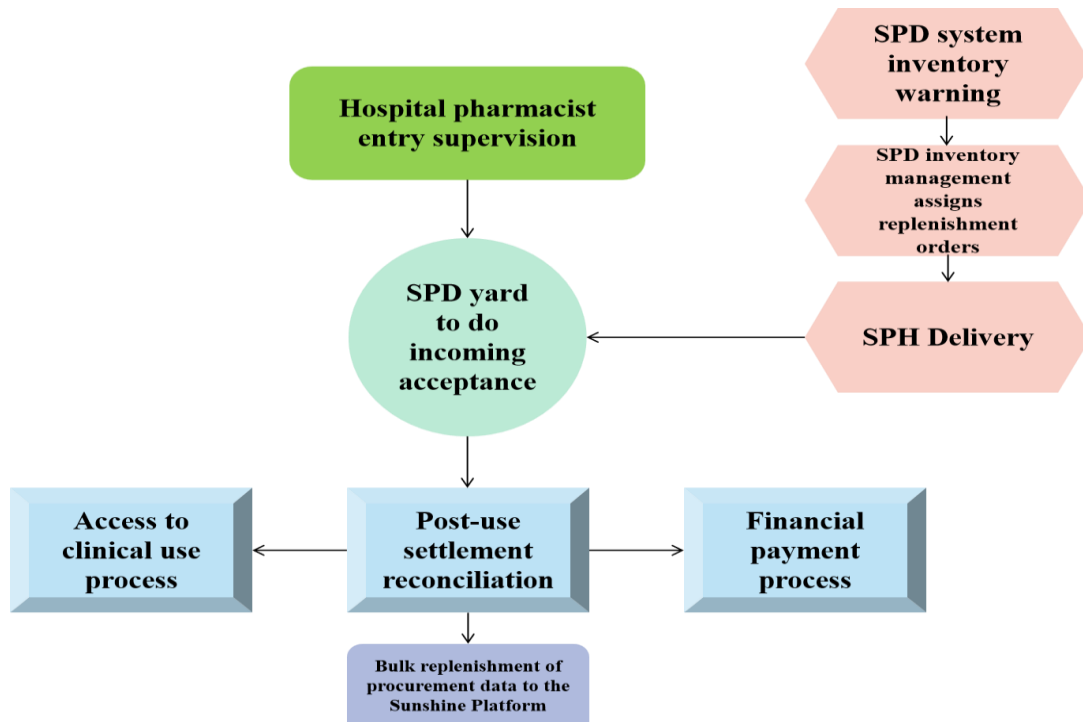 SPD system
inventory
warning
Hospital pharmacist
entry supervision
SPD inventory
management
assigns
replenishment
orders
SPD yard
to do
incoming
acceptance
SPH Delivery
Access to
clinical use
process
Post-use
settlement
reconciliation
Financial
payment
process
Bulk replenishment of
procurement data to the
Sunshine Platform